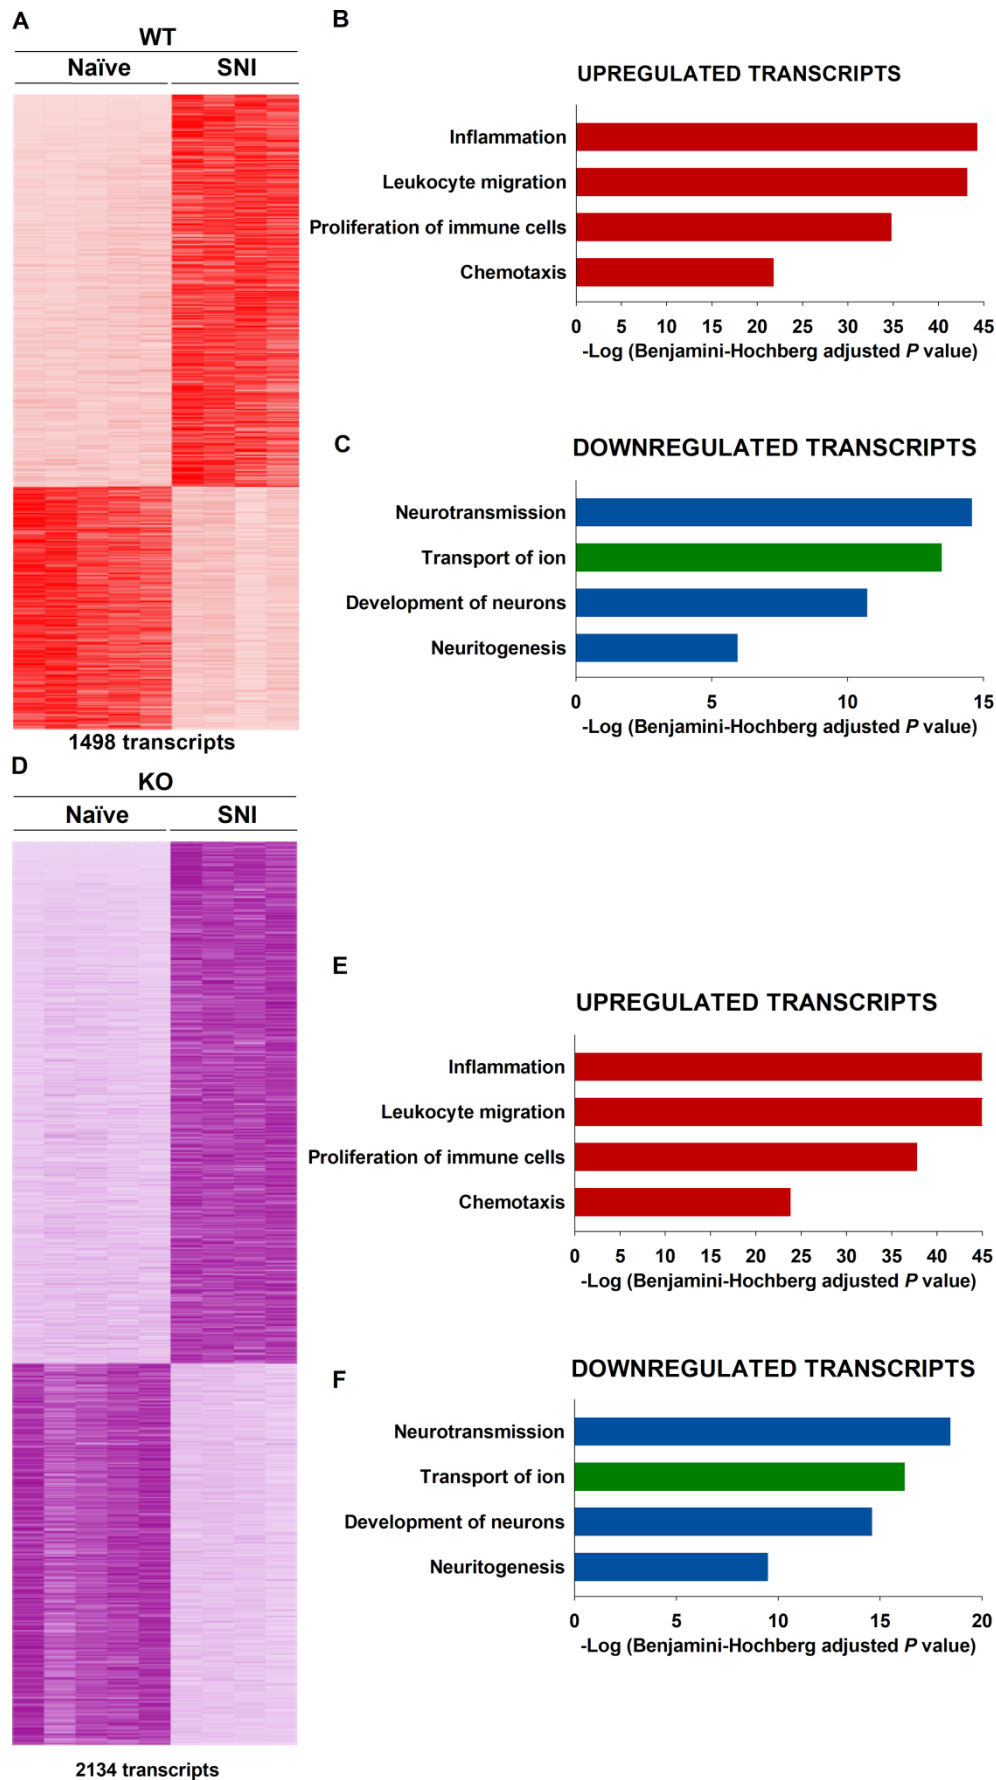 A
WT
Naïve SNI
1498 transcripts
B
UPREGULATED TRANSCRIPTS
Inflammation
Leukocyte migration
Proliferation of immune cells
Chemotaxis
0 5 10 15 20 25 30 35 40 45
-Log (Benjamini-Hochberg adjusted P value)
C
DOWNREGULATED TRANSCRIPTS
Neurotransmission
Transport of ion
Development of neurons
Neuritogenesis
0 5 10 15
-Log (Benjamini-Hochberg adjusted P value)
D
KO
Naïve SNI
2134 transcripts
E
UPREGULATED TRANSCRIPTS
Inflammation
Leukocyte migration
Proliferation of immune cells
Chemotaxis
0 5 10 15 20 25 30 35 40 45
-Log (Benjamini-Hochberg adjusted P value)
F
DOWNREGULATED TRANSCRIPTS
Neurotransmission
Transport of ion
Development of neurons
Neuritogenesis
0 5 10 15 20
-Log (Benjamini-Hochberg adjusted P value)